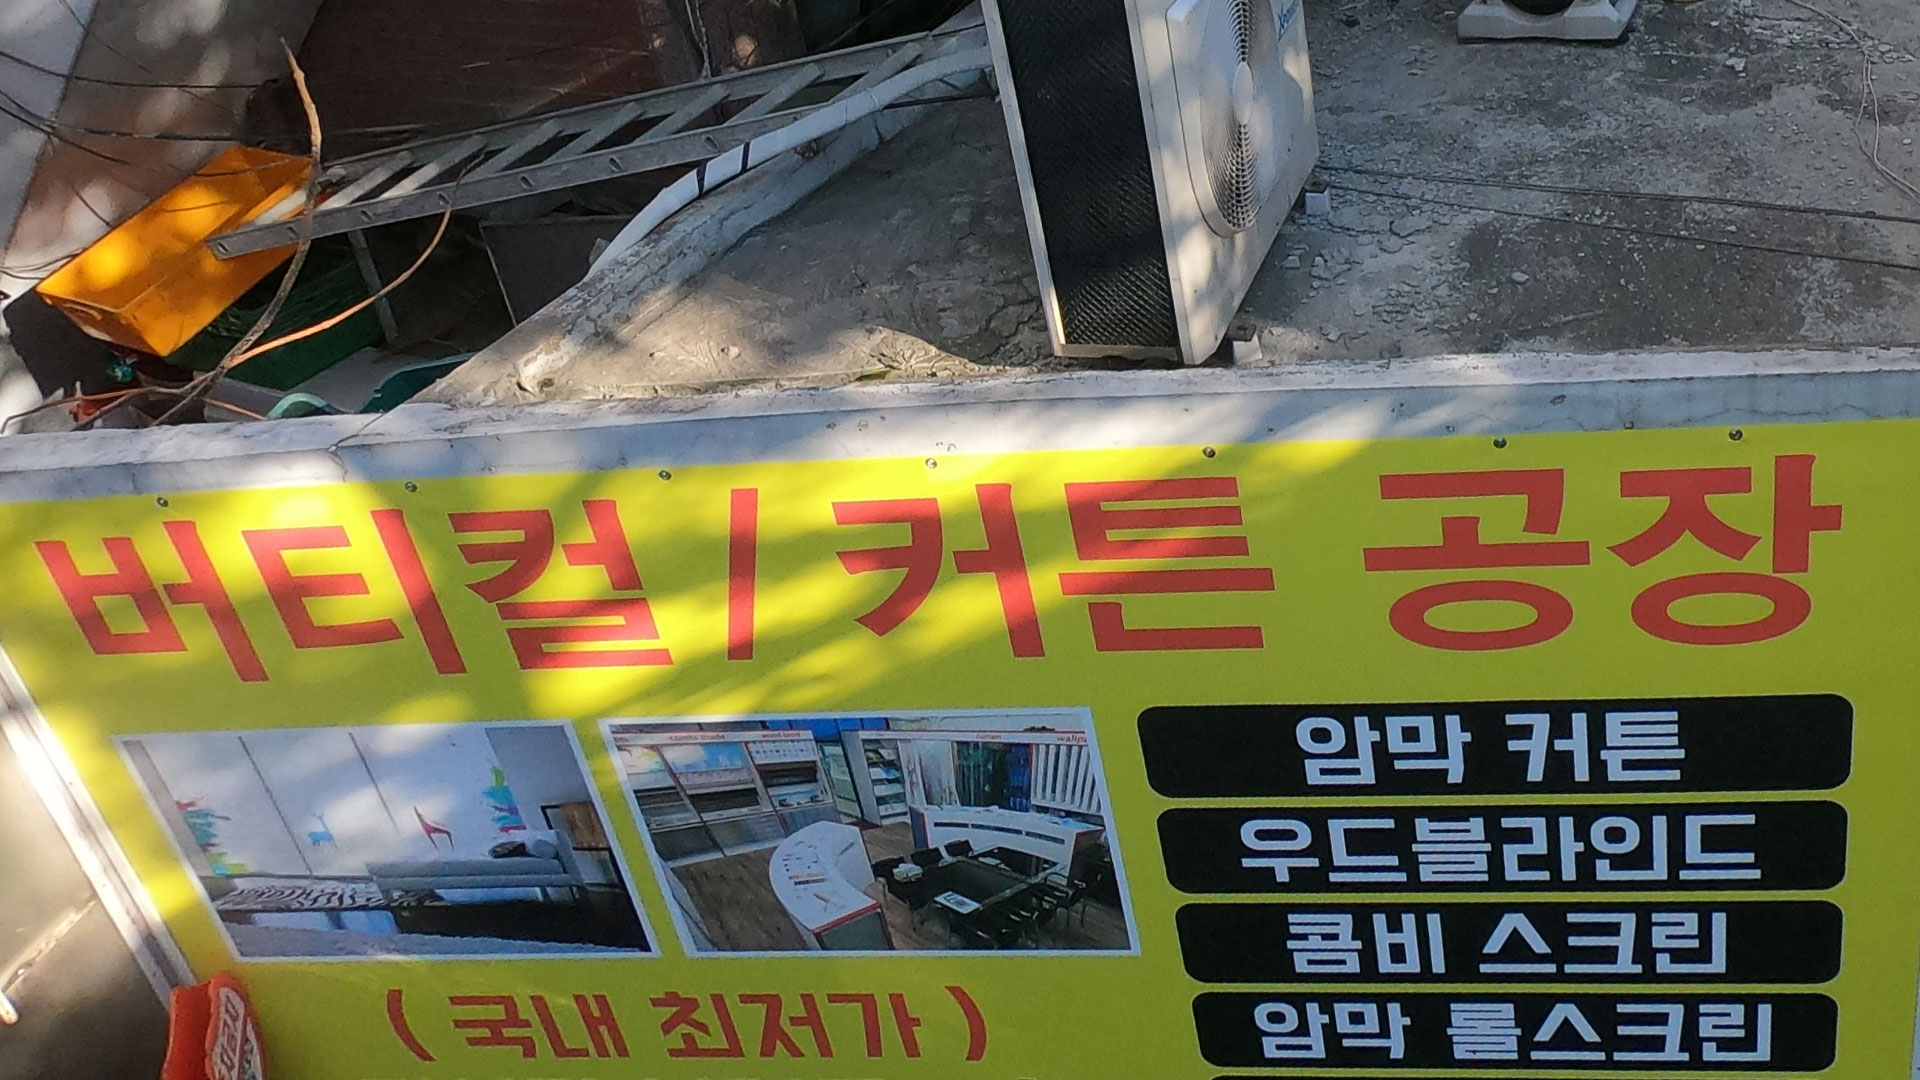 버티컬 / 커튼 공장
암막 커튼
우드블라인드
콤비 스크린
암막 롤스크린
( 국내 최저가 )